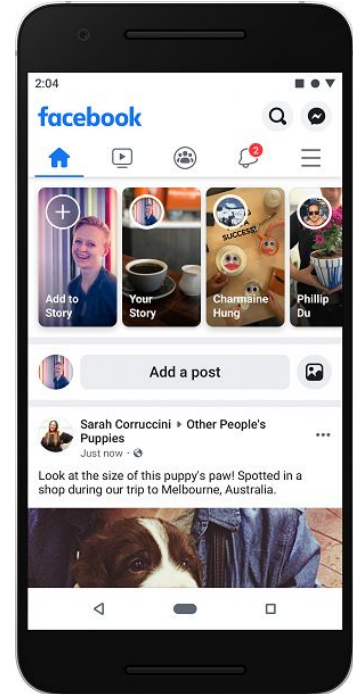 2:04
facebook
2
SUCCESS!
Add to
Story
Your
Story
Charmaine
Hung
Phillip
Du
Add a post
Sarah Corruccini ▸ Other People's
Puppies
Just now ·
Look at the size of this puppy's paw! Spotted in a
shop during our trip to Melbourne, Australia.